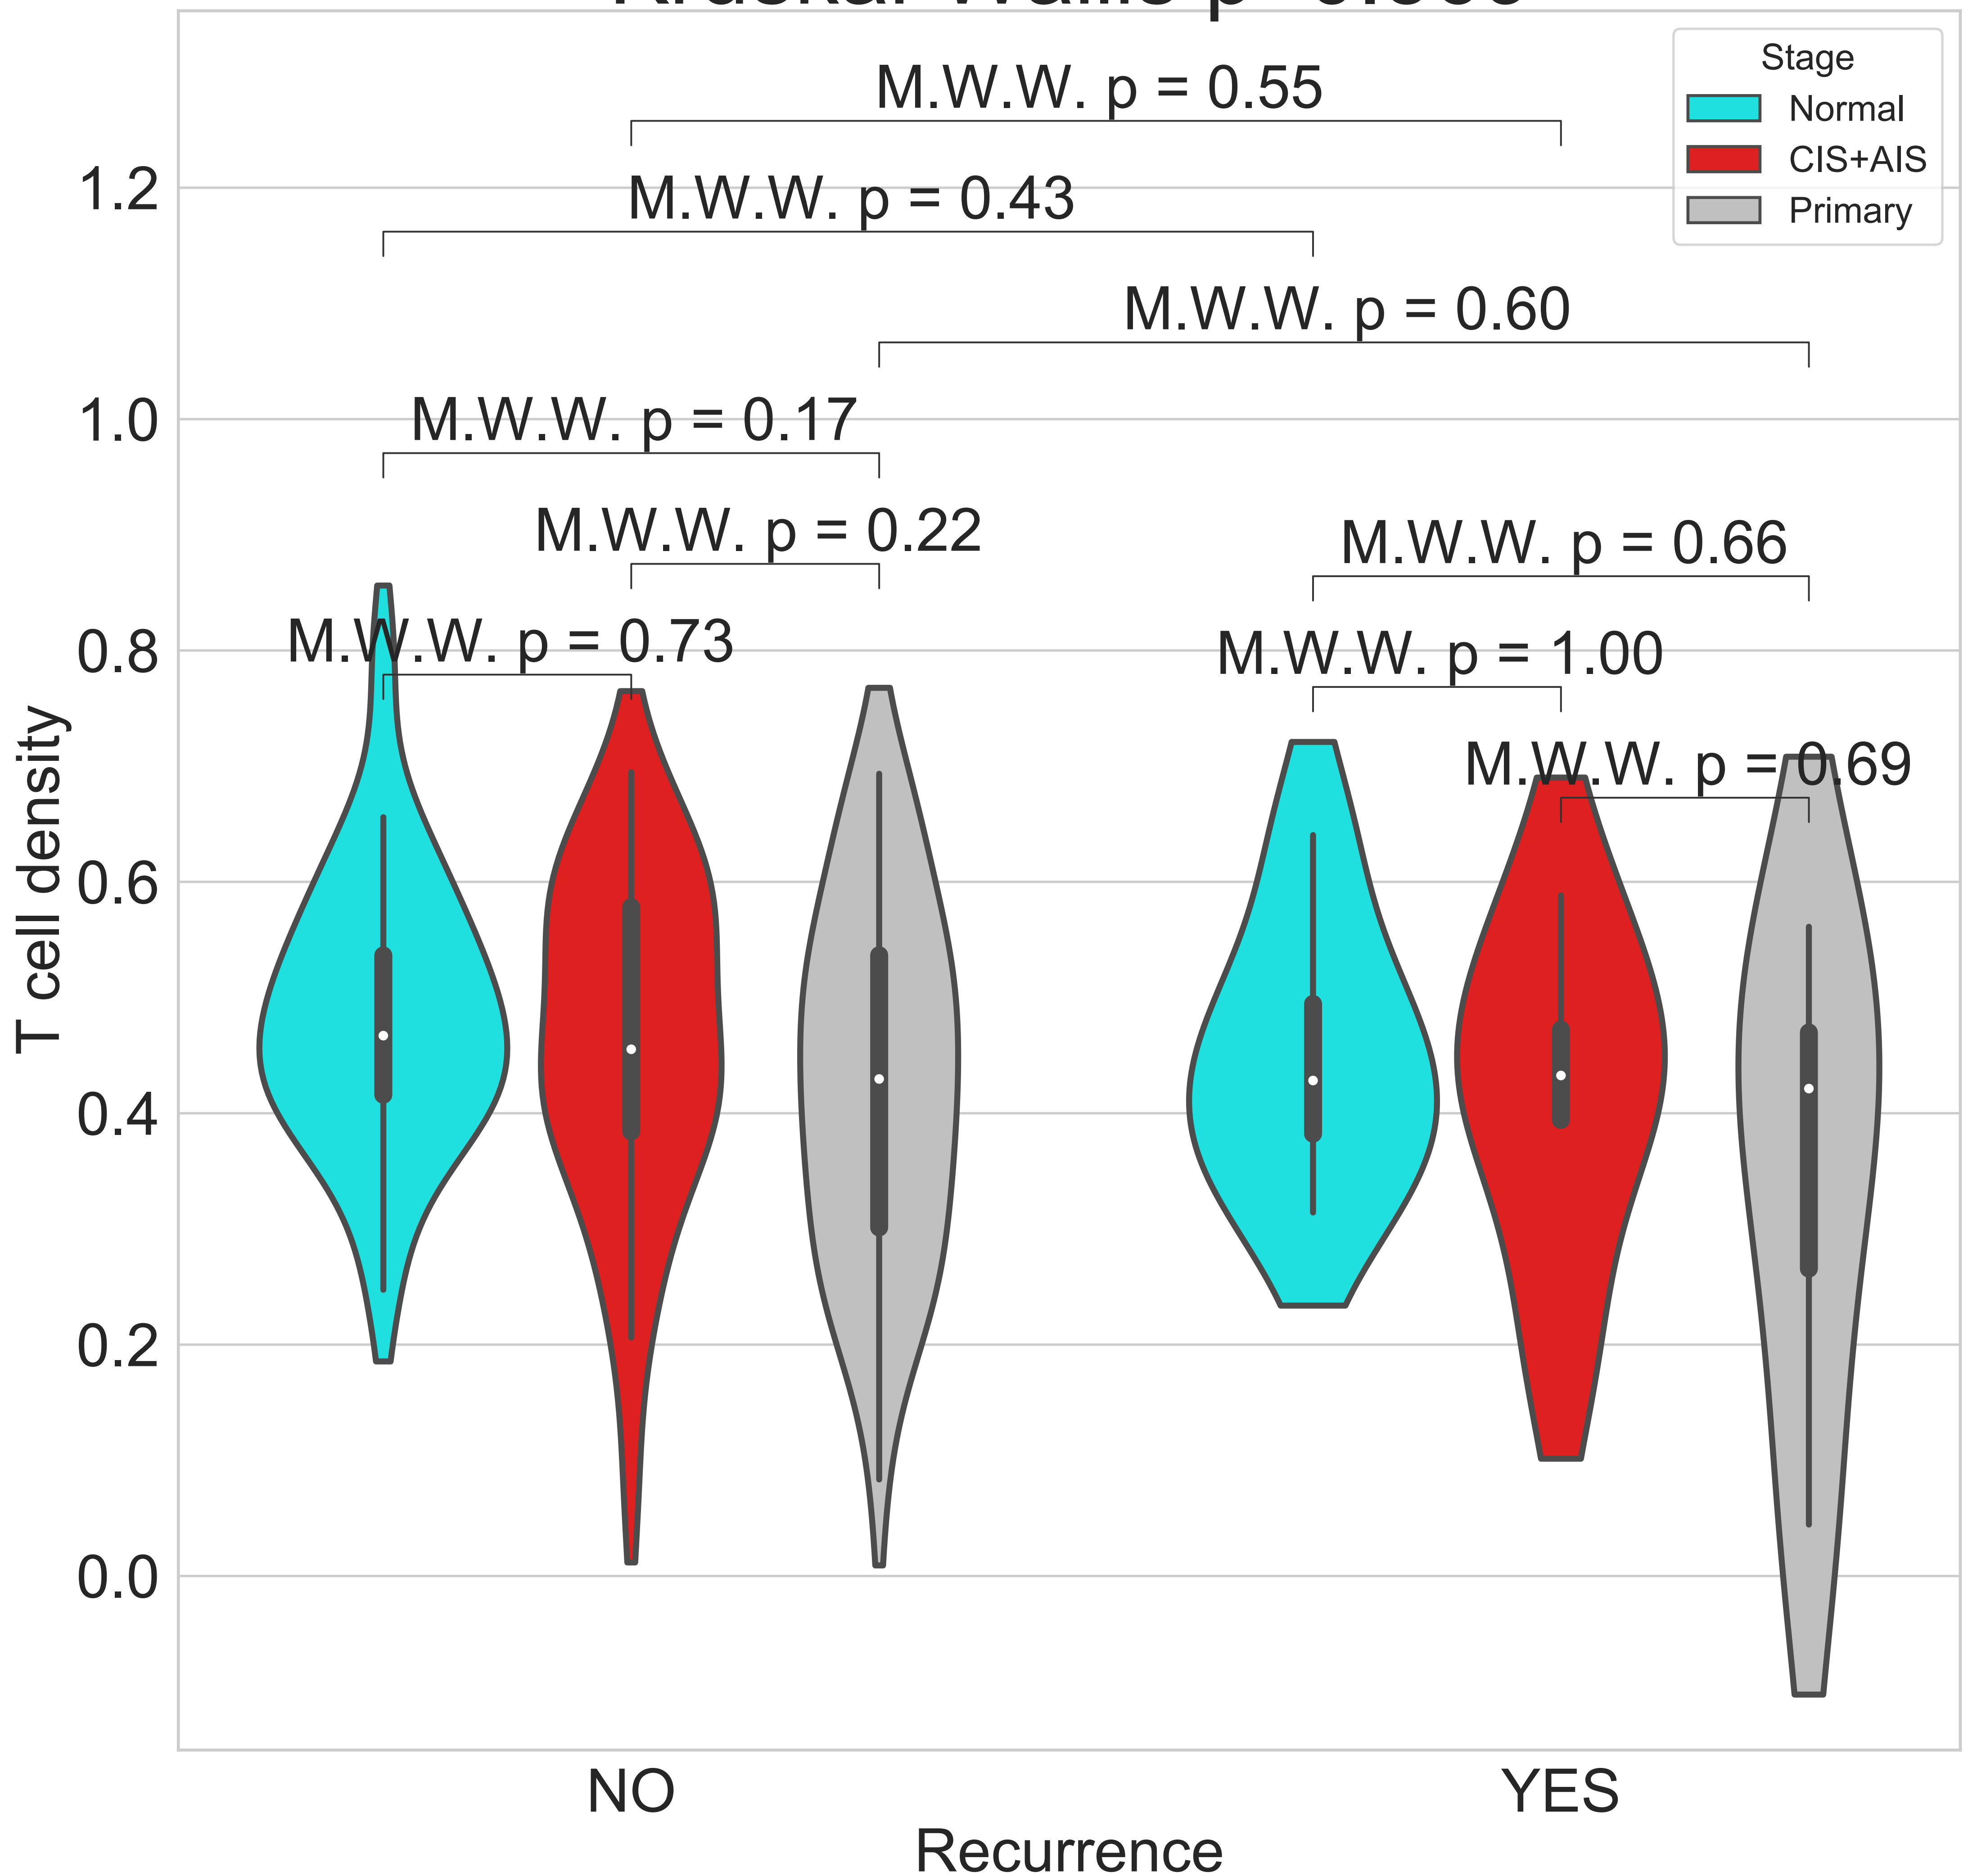 Stage
Normal
CIS+AIS
Primary
M.W.W. p = 0.55
M.W.W. p = 0.43
M.W.W. p = 0.60
M.W.W. p = 0.17
M.W.W. p = 0.22
M.W.W. p = 0.66
M.W.W. p = 0.73
M.W.W. p = 1.00
M.W.W. p = 0.69
1.2
1.0
0.8
0.6
0.4
0.2
0.0
T cell density
NO
YES
Recurrence